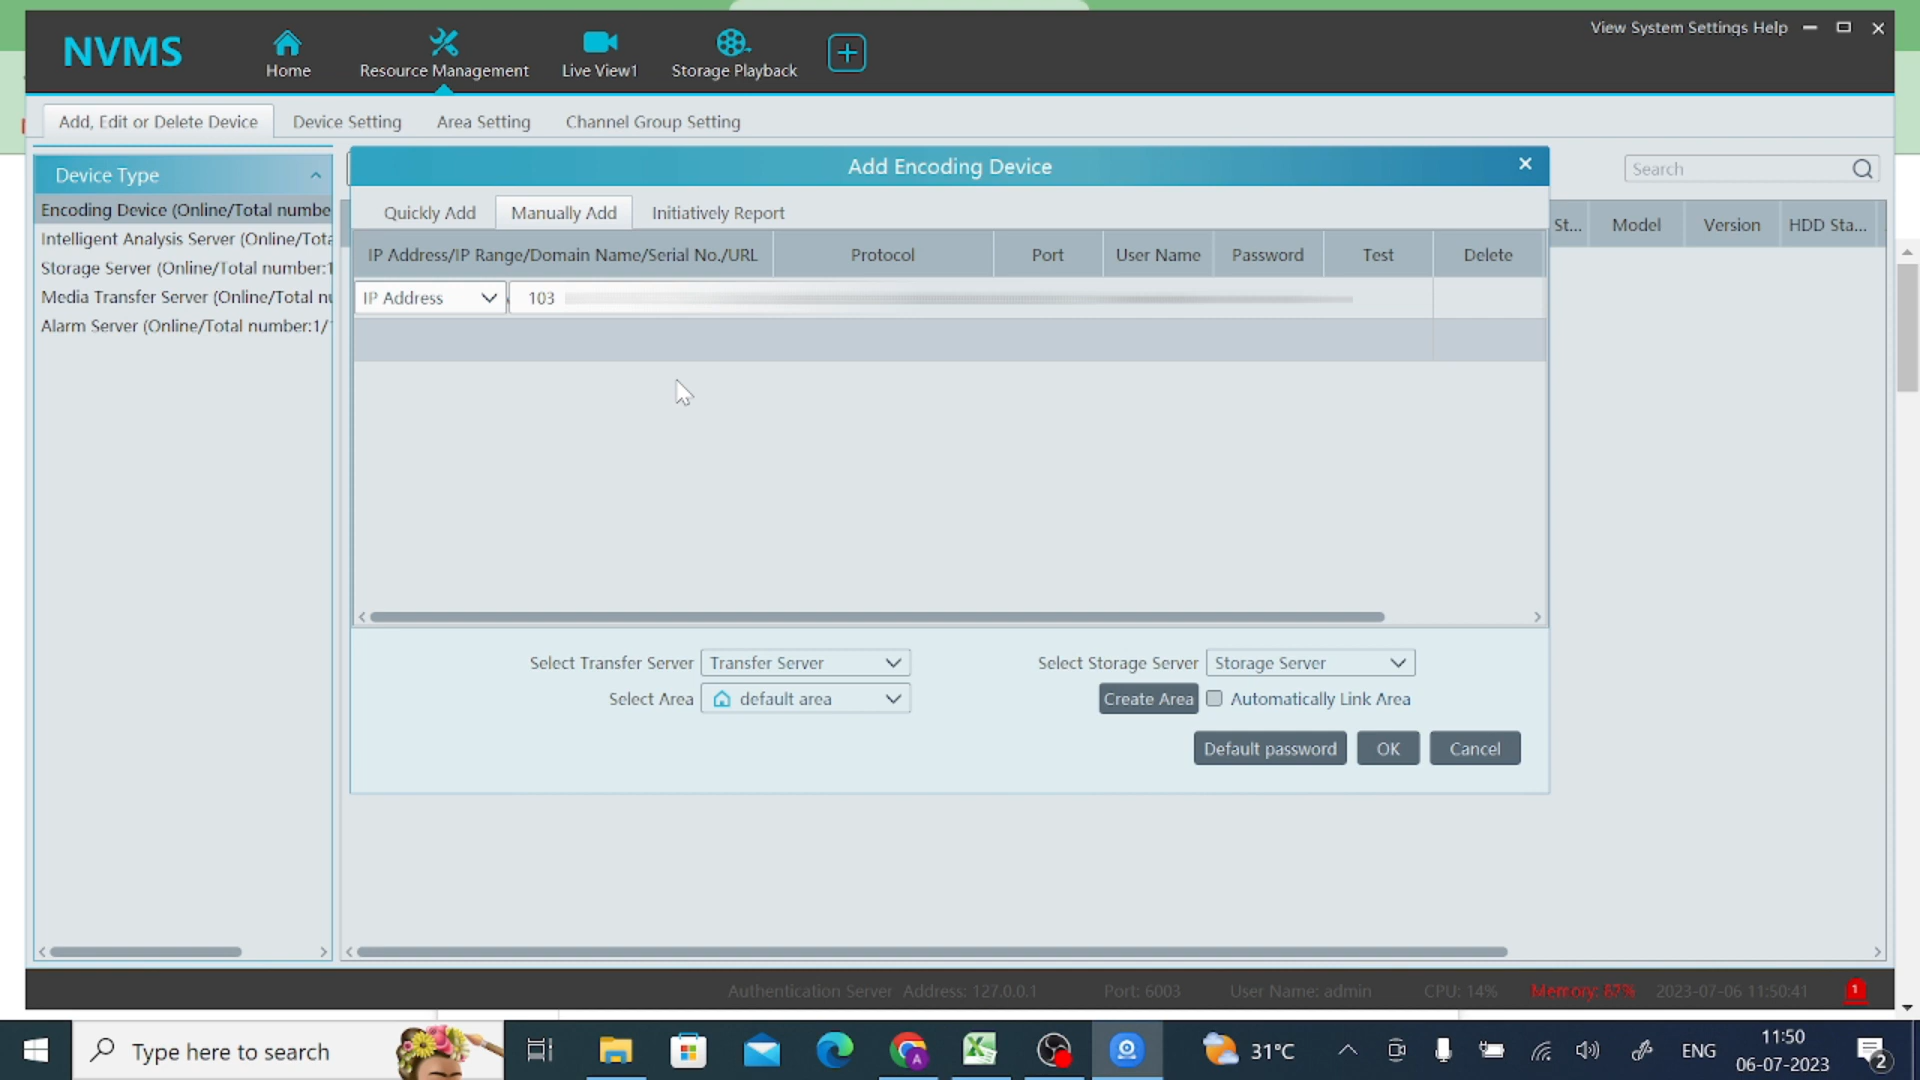 View System Settings Help
NVMS
Home
Resource Management
Live View1
Storage Playback
Add, Edit or Delete Device
Device Setting
Area Setting
Channel Group Setting
Device Type
Encoding Device (Online/Total numbe
Intelligent Analysis Server (Online/Tota
Storage Server (Online/Total number:1
Media Transfer Server (Online/Total nu
Alarm Server (Online/Total number:1/
Add Encoding Device
Search
Quickly Add
Manually Add
Initiatively Report
St...
Model
Version
HDD Sta...
IP Address/IP Range/Domain Name/Serial No./URL
Protocol
Port
User Name
Password
Test
Delete
IP Address
103
Select Transfer Server
Transfer Server
Select Storage Server
Storage Server
Select Area
default area
Create Area
Automatically Link Area
Default password
OK
Cancel
Authentication Server Address: 127.0.0.1
Port: 6003
User Name: admin
CPU: 14%
Memory: 67%
2023-07-06 11:50:41
1
Type here to search
A
31°C
ENG
11:50
06-07-2023
2